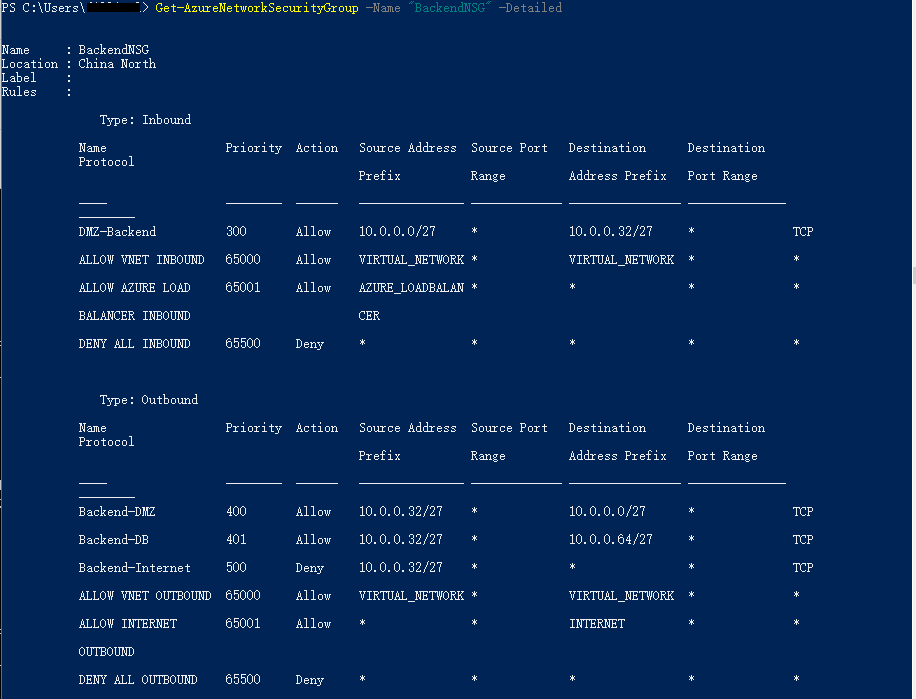 PS C:\Users\> Get-AzureNetworkSecurityGroup -Name "BackendNSG" -Detailed
Name : BackendNSG
Location : China North
Label :
Rules :
Type: Inbound
Name Priority Action Source Address Source Port Destination Destination
Protocol
Prefix Range Address Prefix Port Range
DMZ-Backend 300 Allow 10.0.0.0/27 * 10.0.0.32/27 * TCP
ALLOW VNET INBOUND 65000 Allow VIRTUAL_NETWORK * VIRTUAL_NETWORK * *
ALLOW AZURE LOAD 65001 Allow AZURE_LOADBALAN * * * *
BALANCER INBOUND CER
DENY ALL INBOUND 65500 Deny * * * * *
Type: Outbound
Name Priority Action Source Address Source Port Destination Destination
Protocol
Prefix Range Address Prefix Port Range
Backend-DMZ 400 Allow 10.0.0.32/27 * 10.0.0.0/27 * TCP
Backend-DB 401 Allow 10.0.0.32/27 * 10.0.0.64/27 * TCP
Backend-Internet 500 Deny 10.0.0.32/27 * * * TCP
ALLOW VNET OUTBOUND 65000 Allow VIRTUAL_NETWORK * VIRTUAL_NETWORK * *
ALLOW INTERNET 65001 Allow * * INTERNET * *
OUTBOUND
DENY ALL OUTBOUND 65500 Deny * * * * *